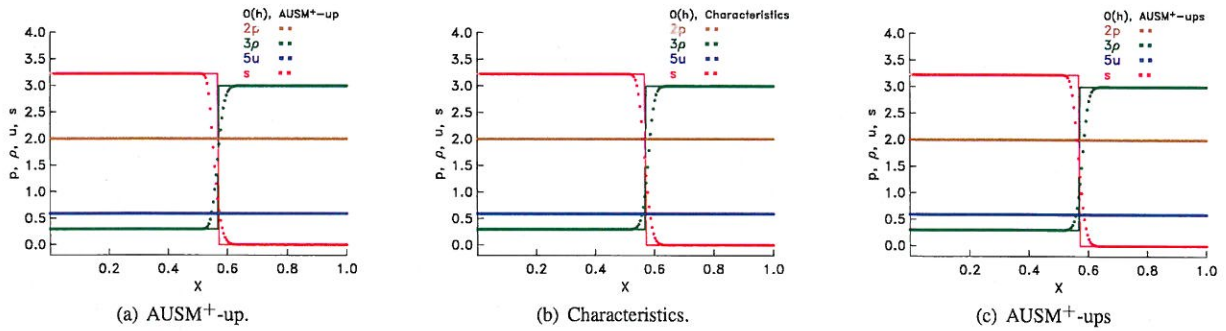 O(h), AUSM⁺-up
2p
3ρ
5u
s
4.0
3.5
3.0
2.5
2.0
1.5
1.0
0.5
0.0
p, ρ, u, s
0.2 0.4 0.6 0.8 1.0
X
(a) AUSM⁺-up.
O(h), Characteristics
2p
3ρ
5u
s
4.0
3.5
3.0
2.5
2.0
1.5
1.0
0.5
0.0
p, ρ, u, s
0.2 0.4 0.6 0.8 1.0
X
(b) Characteristics.
O(h), AUSM⁺-ups
2p
3ρ
5u
s
4.0
3.5
3.0
2.5
2.0
1.5
1.0
0.5
0.0
p, ρ, u, s
0.2 0.4 0.6 0.8 1.0
X
(c) AUSM⁺-ups